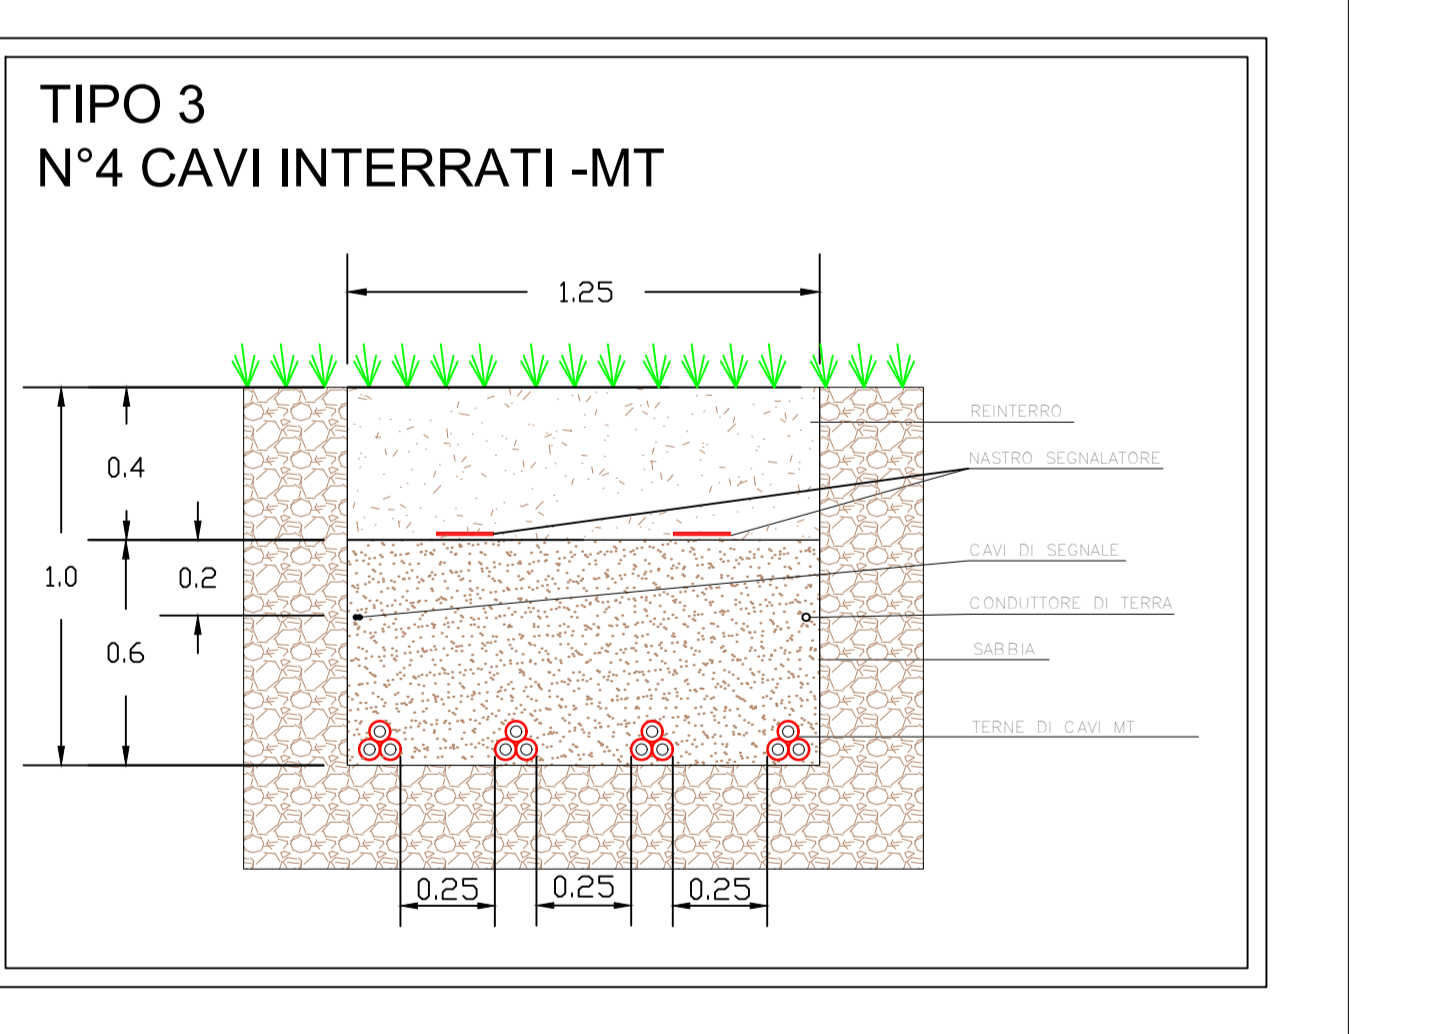 TIPO 3
N°4 CAVI INTERRATI -MT
1.25
REINTERRO
NASTRO SEGNALATORE
0.4
CAVI DI SEGNALE
1.0
0.2
CONDUTTORE DI TERRA
0.6
SABBIA
TERNE DI CAVI MT
0.25
0.25
0.25